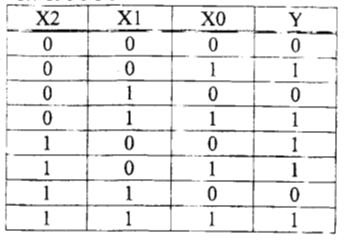 X2 X1 X0 Y
0 0 0 0
0 0 1 1
0 1 0 0
0 1 1 1
1 0 0 1
1 0 1 1
1 1 0 0
1 1 1 1